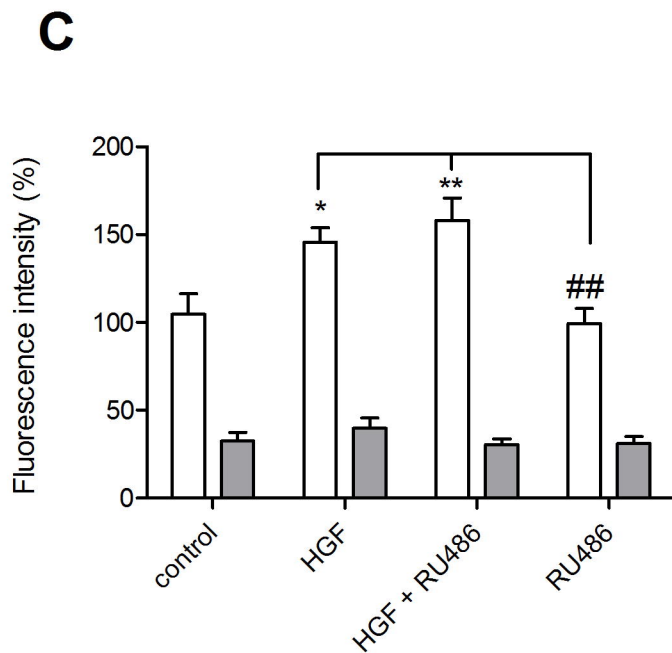 C
Fluorescence intensity (%)
200
150
100
50
0
*
**
##
control
HGF
HGF + RU486
RU486